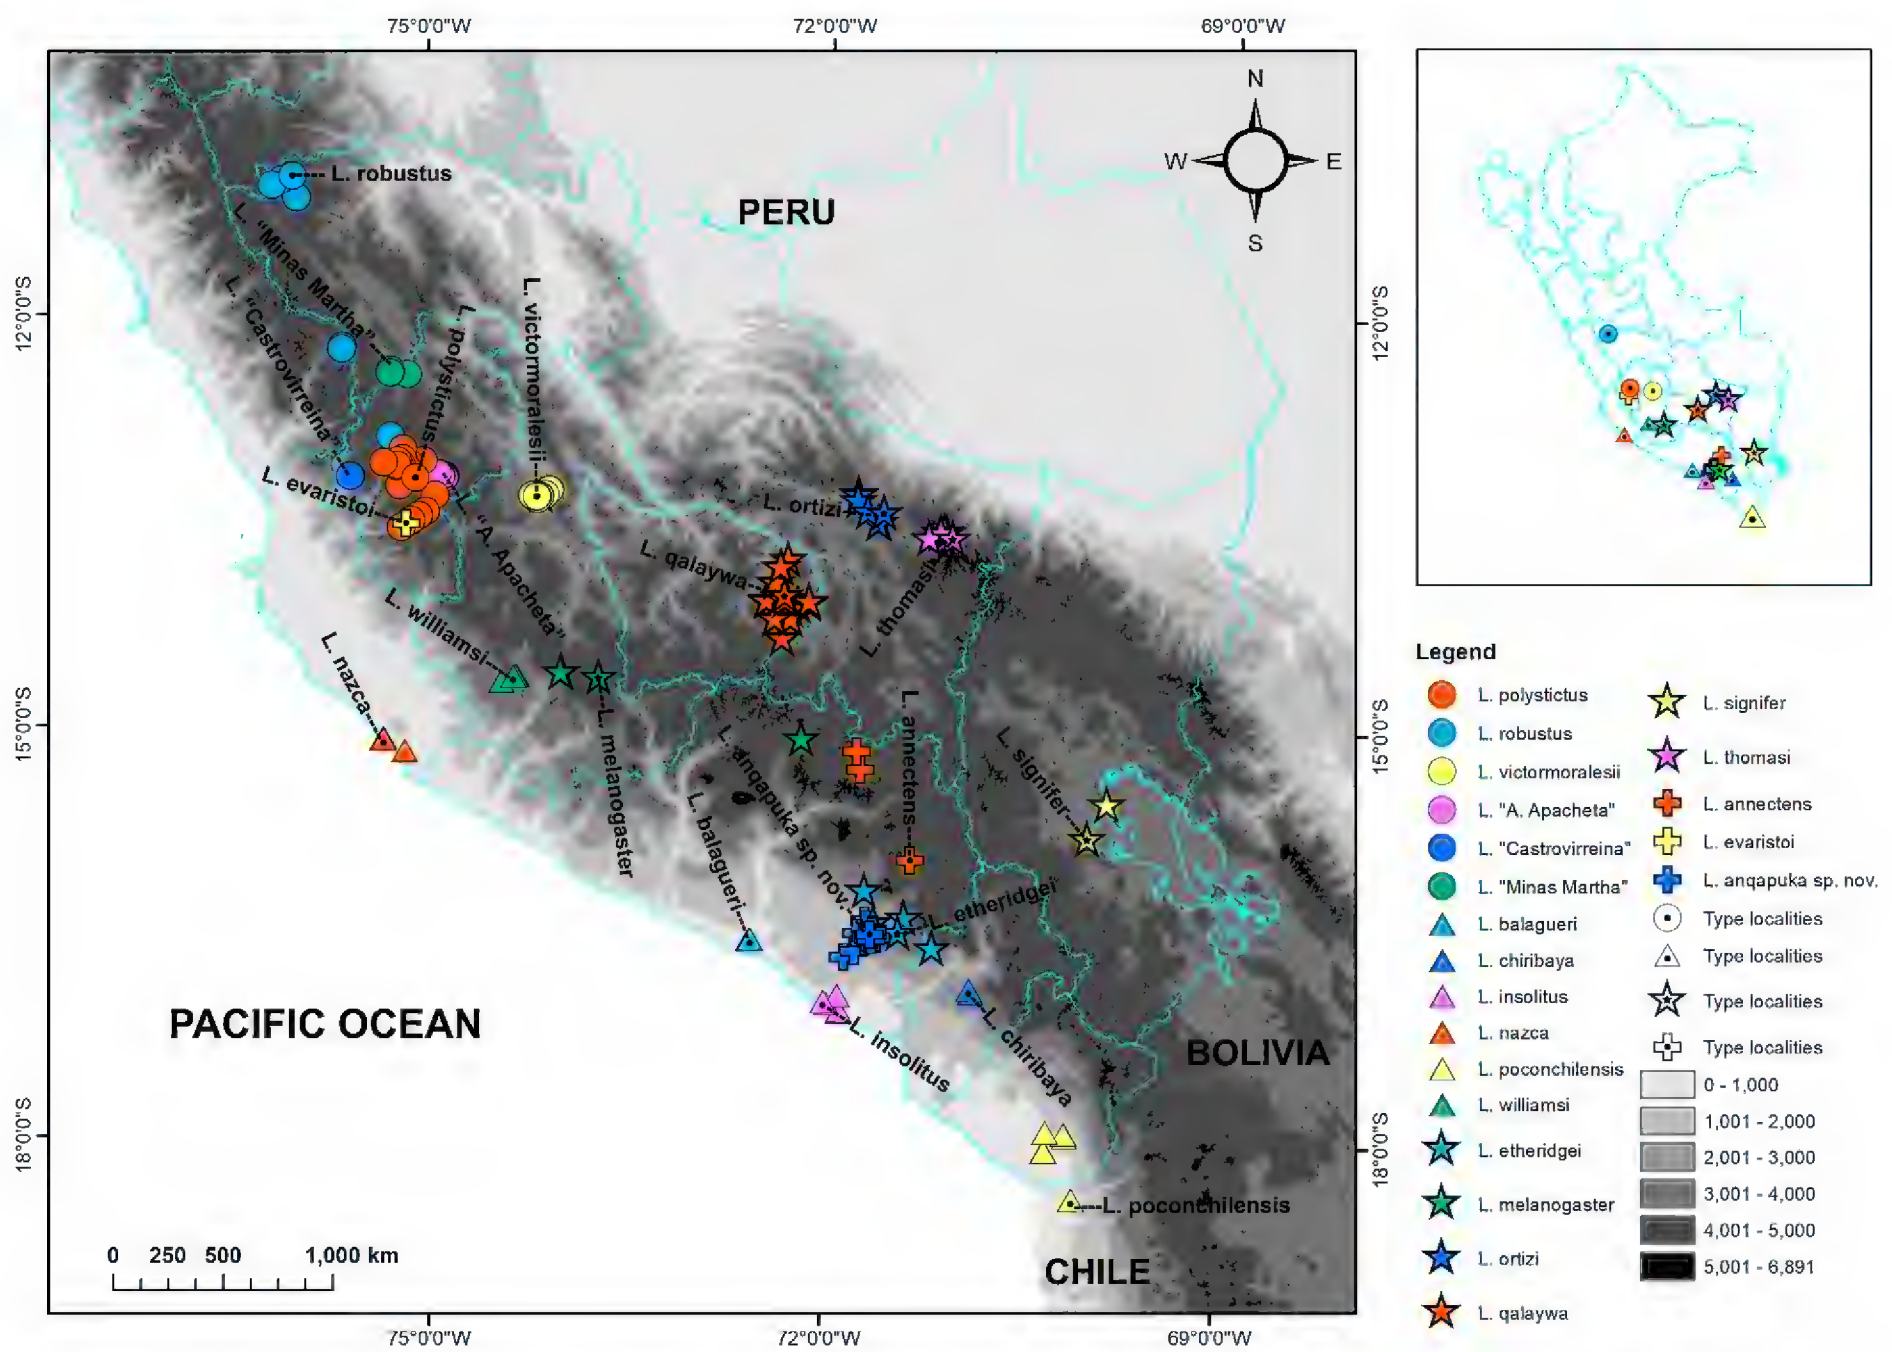 75°0'0"W
72°0'0"W
69°0'0"W
N
W
E
S
PERU
L. robustus
L. "Minas Martha"
L. "Castrovirreina"
L. polystictus
L. victormoralesii
12°0'0"S
12°0'0"S
L. evaristoi
L. "A. Apacheta"
L. ortizi
L. qalaywa
L. thomasi
L. williamsi
L. nazca
L. melanogaster
L. anqapuka sp. nov.
L. annectens
L. signifer
L. balagueri
L. etheridgei
15°0'0"S
15°0'0"S
PACIFIC OCEAN
L. insolitus
L. chiribaya
BOLIVIA
18°0'0"S
18°0'0"S
L. poconchilensis
CHILE
0 250 500 1,000 km
75°0'0"W
72°0'0"W
69°0'0"W
Legend
L. polystictus
L. robustus
L. victormoralesii
L. "A. Apacheta"
L. "Castrovirreina"
L. "Minas Martha"
L. balagueri
L. chiribaya
L. insolitus
L. nazca
L. poconchilensis
L. williamsi
L. etheridgei
L. melanogaster
L. ortizi
L. qalaywa
L. signifer
L. thomasi
L. annectens
L. evaristoi
L. anqapuka sp. nov.
Type localities
Type localities
Type localities
Type localities
0 - 1,000
1,001 - 2,000
2,001 - 3,000
3,001 - 4,000
4,001 - 5,000
5,001 - 6,891